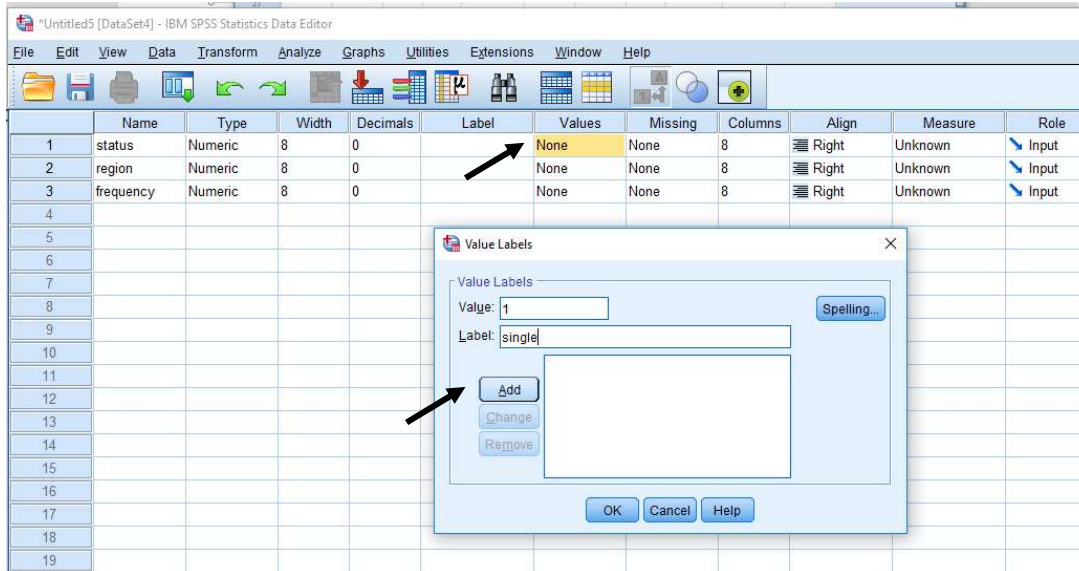 *Untitled5 [DataSet4] - IBM SPSS Statistics Data Editor
File Edit View Data Transform Analyze Graphs Utilities Extensions Window Help
Name Type Width Decimals Label Values Missing Columns Align Measure Role
1 status Numeric 8 0 None None 8 Right Unknown Input
2 region Numeric 8 0 None None 8 Right Unknown Input
3 frequency Numeric 8 0 None None 8 Right Unknown Input
4
5
6
7
8
9
10
11
12
13
14
15
16
17
18
19
Value Labels
Value Labels
Value: 1
Spelling...
Label: single
Add
Change
Remove
OK Cancel Help